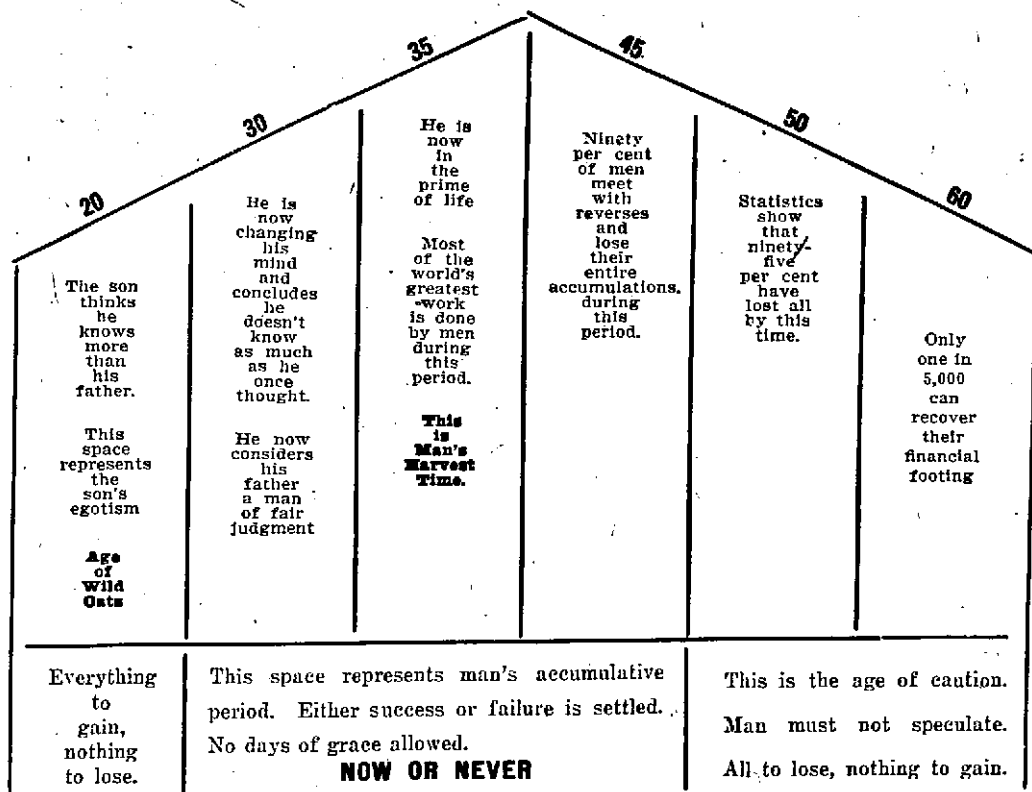 20
30
35
45
50
60
The son
thinks
he
knows
more
than
his
father.
This
space
represents
the
son's
egotism
Age
of
Wild
Oats
He is
now
changing
his
mind
and
concludes
he
doesn't
know
as much
as he
once
thought.
He now
considers
his
father
a man
of fair
judgment
He is
now
in
the
prime
of life
Most
of the
world's
greatest
work
is done
by men
during
this
period.
This
is
Man's
Harvest
Time.
Ninety
per cent
of men
meet
with
reverses
and
lose
their
entire
accumulations.
during
this
period.
Statistics
show
that
ninety-
five
per cent
have
lost all
by this
time.
Only
one in
5,000
can
recover
their
financial
footing
Everything
to
gain,
nothing
to lose.
This space represents man's accumulative
period. Either success or failure is settled.
No days of grace allowed.
NOW OR NEVER
This is the age of caution.
Man must not speculate.
All to lose, nothing to gain.